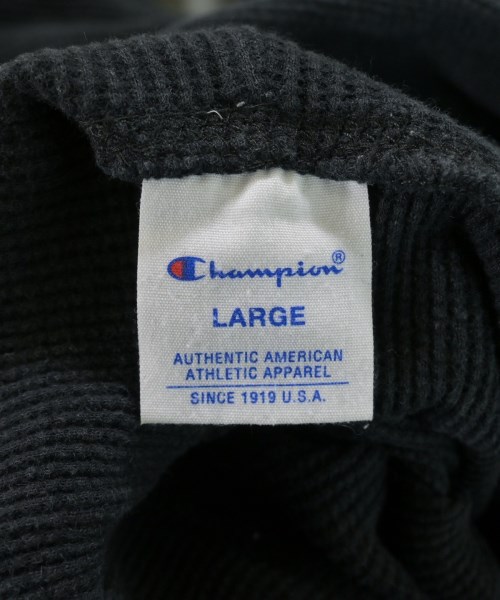 Champion®
LARGE
AUTHENTIC AMERICAN
ATHLETIC APPAREL
SINCE 1919 U.S.A.